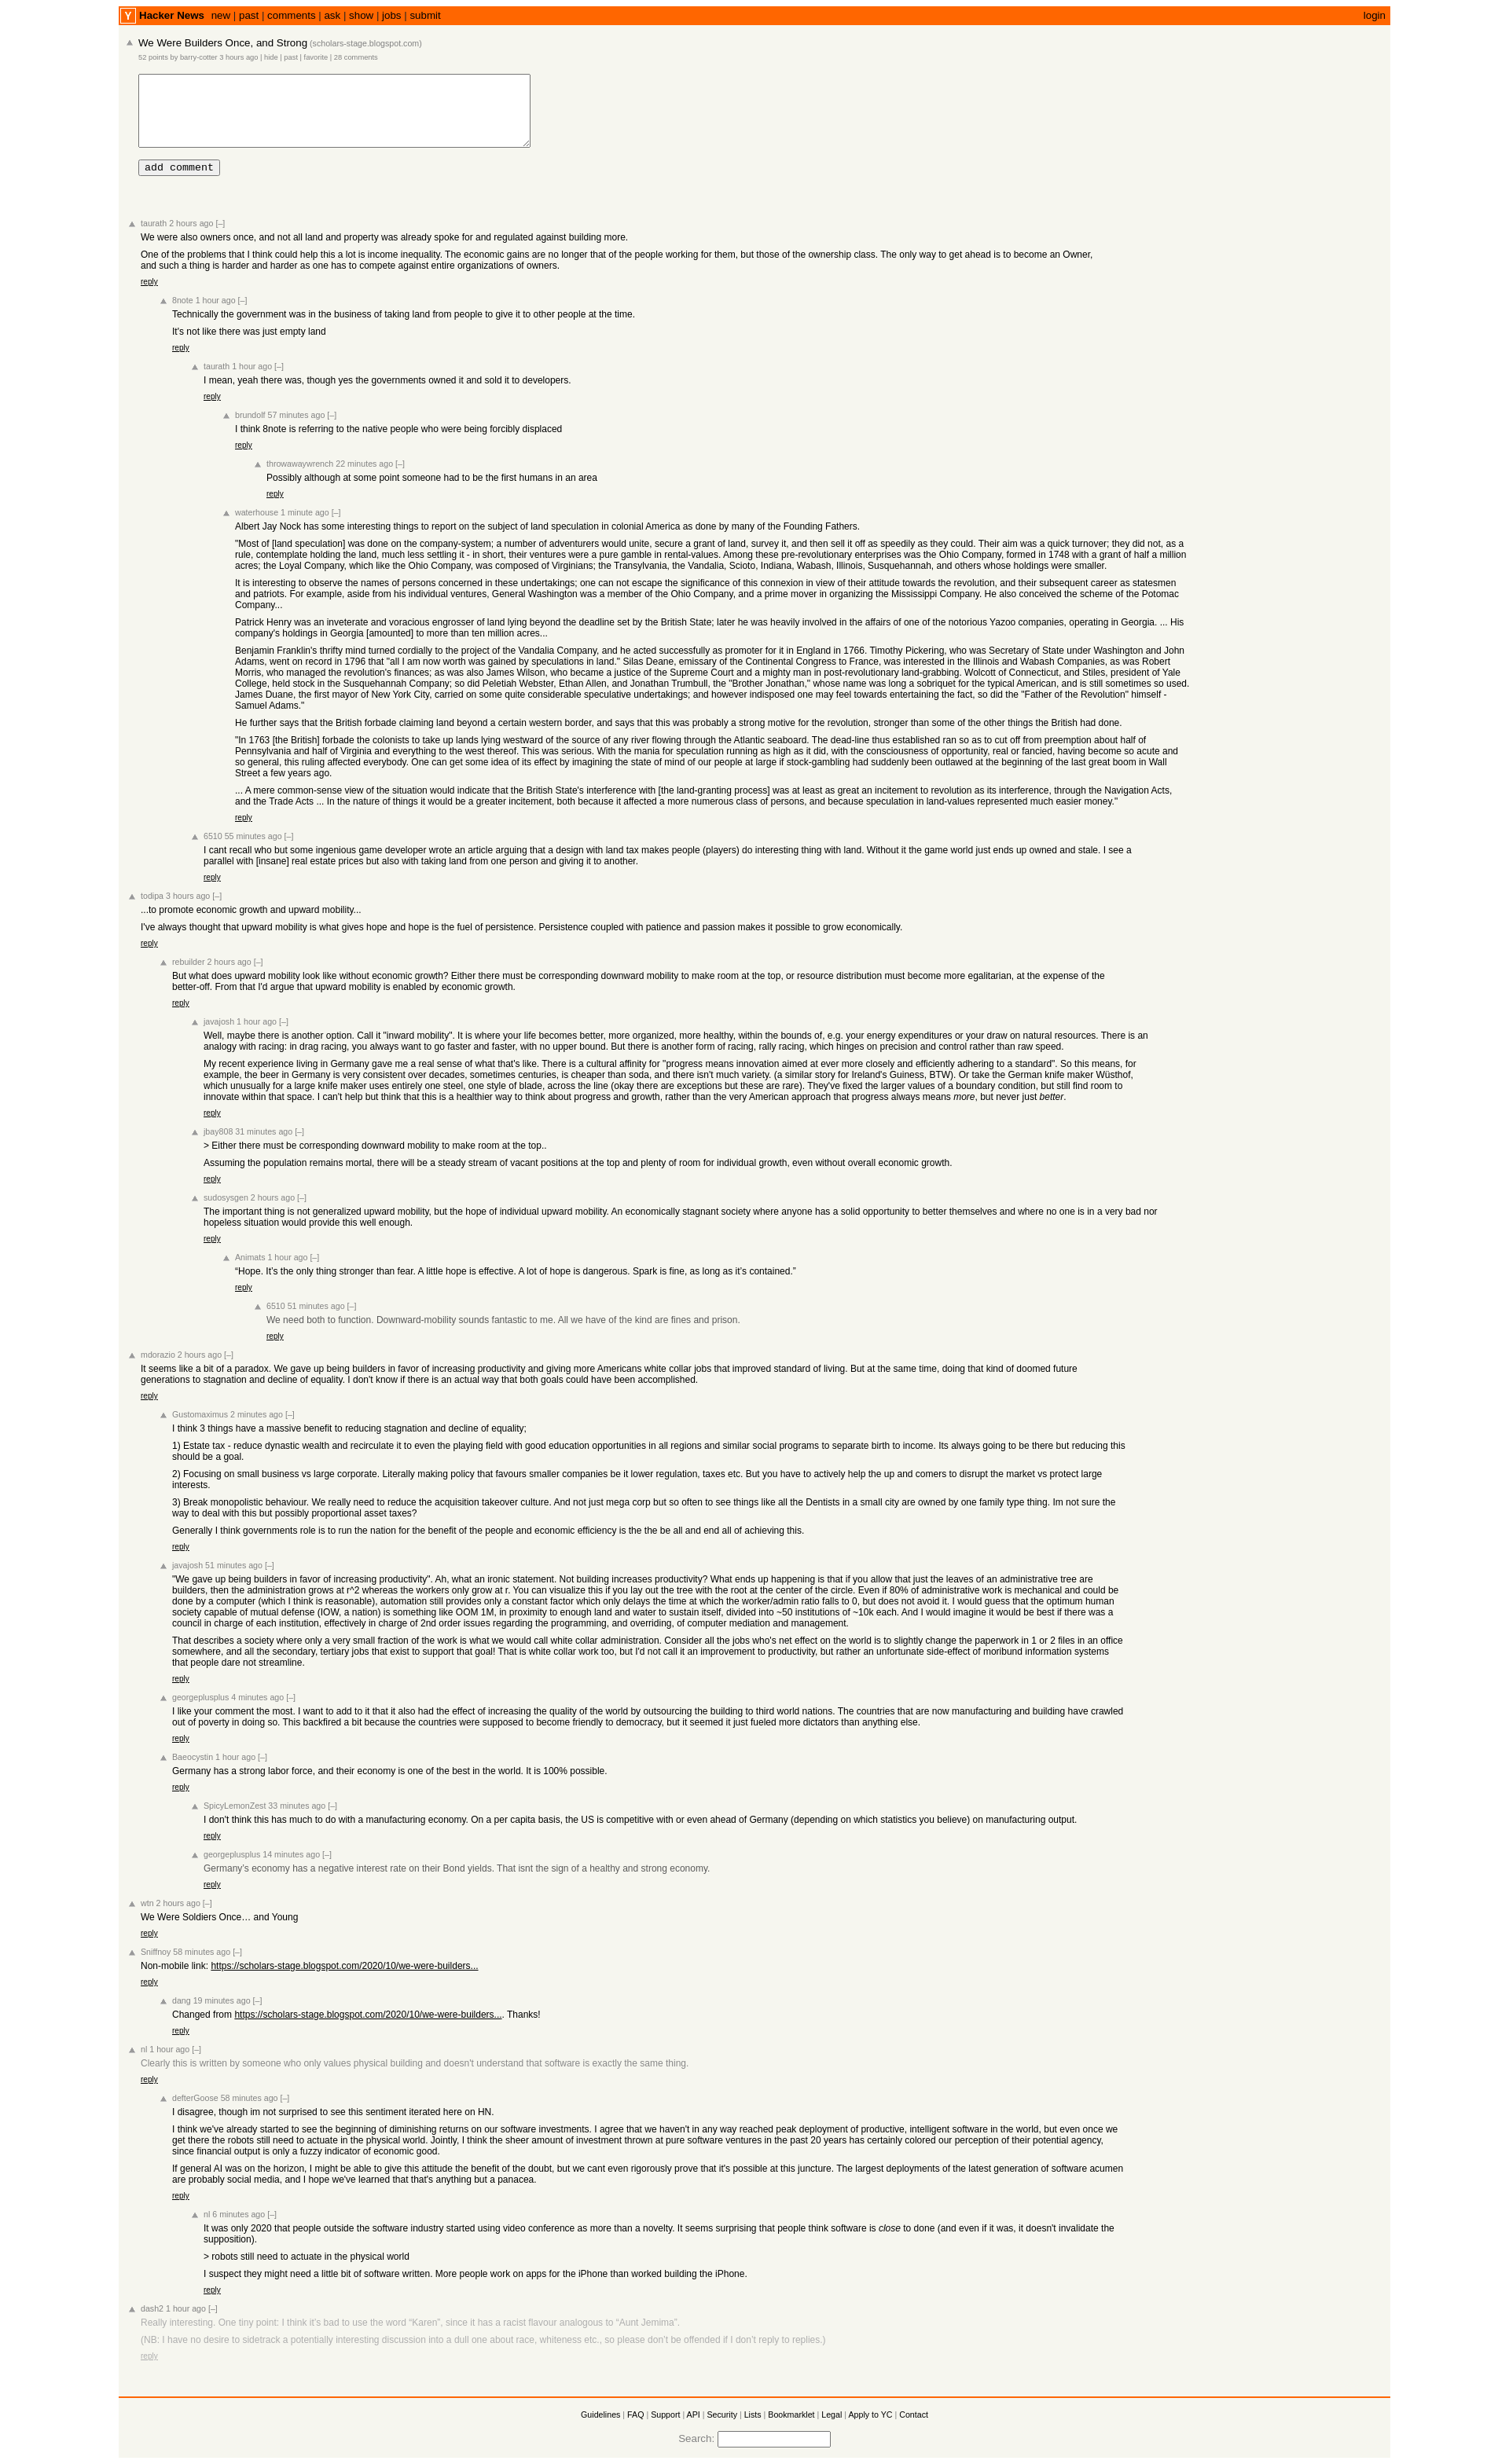 Y Hacker News new | past | comments | ask | show | jobs | submit login
We Were Builders Once, and Strong (scholars-stage.blogspot.com)
52 points by barry-cotter 3 hours ago | hide | past | favorite | 28 comments
add comment
taurath 2 hours ago [–]
We were also owners once, and not all land and property was already spoke for and regulated against building more.
One of the problems that I think could help this a lot is income inequality. The economic gains are no longer that of the people working for them, but those of the ownership class. The only way to get ahead is to become an Owner,
and such a thing is harder and harder as one has to compete against entire organizations of owners.
reply
8note 1 hour ago [–]
Technically the government was in the business of taking land from people to give it to other people at the time.
It's not like there was just empty land
reply
taurath 1 hour ago [–]
I mean, yeah there was, though yes the governments owned it and sold it to developers.
reply
brundolf 57 minutes ago [–]
I think 8note is referring to the native people who were being forcibly displaced
reply
throwawaywrench 22 minutes ago [–]
Possibly although at some point someone had to be the first humans in an area
reply
waterhouse 1 minute ago [–]
Albert Jay Nock has some interesting things to report on the subject of land speculation in colonial America as done by many of the Founding Fathers.
"Most of [land speculation] was done on the company-system; a number of adventurers would unite, secure a grant of land, survey it, and then sell it off as speedily as they could. Their aim was a quick turnover; they did not, as a
rule, contemplate holding the land, much less settling it - in short, their ventures were a pure gamble in rental-values. Among these pre-revolutionary enterprises was the Ohio Company, formed in 1748 with a grant of half a million
acres; the Loyal Company, which like the Ohio Company, was composed of Virginians; the Transylvania, the Vandalia, Scioto, Indiana, Wabash, Illinois, Susquehannah, and others whose holdings were smaller.
It is interesting to observe the names of persons concerned in these undertakings; one can not escape the significance of this connexion in view of their attitude towards the revolution, and their subsequent career as statesmen
and patriots. For example, aside from his individual ventures, General Washington was a member of the Ohio Company, and a prime mover in organizing the Mississippi Company. He also conceived the scheme of the Potomac
Company...
Patrick Henry was an inveterate and voracious engrosser of land lying beyond the deadline set by the British State; later he was heavily involved in the affairs of one of the notorious Yazoo companies, operating in Georgia. ... His
company's holdings in Georgia [amounted] to more than ten million acres...
Benjamin Franklin's thrifty mind turned cordially to the project of the Vandalia Company, and he acted successfully as promoter for it in England in 1766. Timothy Pickering, who was Secretary of State under Washington and John
Adams, went on record in 1796 that "all I am now worth was gained by speculations in land." Silas Deane, emissary of the Continental Congress to France, was interested in the Illinois and Wabash Companies, as was Robert
Morris, who managed the revolution's finances; as was also James Wilson, who became a justice of the Supreme Court and a mighty man in post-revolutionary land-grabbing. Wolcott of Connecticut, and Stiles, president of Yale
College, held stock in the Susquehannah Company; so did Peletiah Webster, Ethan Allen, and Jonathan Trumbull, the "Brother Jonathan," whose name was long a sobriquet for the typical American, and is still sometimes so used.
James Duane, the first mayor of New York City, carried on some quite considerable speculative undertakings; and however indisposed one may feel towards entertaining the fact, so did the "Father of the Revolution" himself -
Samuel Adams."
He further says that the British forbade claiming land beyond a certain western border, and says that this was probably a strong motive for the revolution, stronger than some of the other things the British had done.
"In 1763 [the British] forbade the colonists to take up lands lying westward of the source of any river flowing through the Atlantic seaboard. The dead-line thus established ran so as to cut off from preemption about half of
Pennsylvania and half of Virginia and everything to the west thereof. This was serious. With the mania for speculation running as high as it did, with the consciousness of opportunity, real or fancied, having become so acute and
so general, this ruling affected everybody. One can get some idea of its effect by imagining the state of mind of our people at large if stock-gambling had suddenly been outlawed at the beginning of the last great boom in Wall
Street a few years ago.
... A mere common-sense view of the situation would indicate that the British State's interference with [the land-granting process] was at least as great an incitement to revolution as its interference, through the Navigation Acts,
and the Trade Acts ... In the nature of things it would be a greater incitement, both because it affected a more numerous class of persons, and because speculation in land-values represented much easier money."
reply
6510 55 minutes ago [–]
I cant recall who but some ingenious game developer wrote an article arguing that a design with land tax makes people (players) do interesting thing with land. Without it the game world just ends up owned and stale. I see a
parallel with [insane] real estate prices but also with taking land from one person and giving it to another.
reply
todipa 3 hours ago [–]
...to promote economic growth and upward mobility...
I've always thought that upward mobility is what gives hope and hope is the fuel of persistence. Persistence coupled with patience and passion makes it possible to grow economically.
reply
rebuilder 2 hours ago [–]
But what does upward mobility look like without economic growth? Either there must be corresponding downward mobility to make room at the top, or resource distribution must become more egalitarian, at the expense of the
better-off. From that I'd argue that upward mobility is enabled by economic growth.
reply
javajosh 1 hour ago [–]
Well, maybe there is another option. Call it "inward mobility". It is where your life becomes better, more organized, more healthy, within the bounds of, e.g. your energy expenditures or your draw on natural resources. There is an
analogy with racing: in drag racing, you always want to go faster and faster, with no upper bound. But there is another form of racing, rally racing, which hinges on precision and control rather than raw speed.
My recent experience living in Germany gave me a real sense of what that's like. There is a cultural affinity for "progress means innovation aimed at ever more closely and efficiently adhering to a standard". So this means, for
example, the beer in Germany is very consistent over decades, sometimes centuries, is cheaper than soda, and there isn't much variety. (a similar story for Ireland's Guiness, BTW). Or take the German knife maker Wüsthof,
which unusually for a large knife maker uses entirely one steel, one style of blade, across the line (okay there are exceptions but these are rare). They've fixed the larger values of a boundary condition, but still find room to
innovate within that space. I can't help but think that this is a healthier way to think about progress and growth, rather than the very American approach that progress always means more, but never just better.
reply
jbay808 31 minutes ago [–]
> Either there must be corresponding downward mobility to make room at the top..
Assuming the population remains mortal, there will be a steady stream of vacant positions at the top and plenty of room for individual growth, even without overall economic growth.
reply
sudosysgen 2 hours ago [–]
The important thing is not generalized upward mobility, but the hope of individual upward mobility. An economically stagnant society where anyone has a solid opportunity to better themselves and where no one is in a very bad nor
hopeless situation would provide this well enough.
reply
Animats 1 hour ago [–]
“Hope. It’s the only thing stronger than fear. A little hope is effective. A lot of hope is dangerous. Spark is fine, as long as it’s contained.”
reply
6510 51 minutes ago [–]
We need both to function. Downward-mobility sounds fantastic to me. All we have of the kind are fines and prison.
reply
mdorazio 2 hours ago [–]
It seems like a bit of a paradox. We gave up being builders in favor of increasing productivity and giving more Americans white collar jobs that improved standard of living. But at the same time, doing that kind of doomed future
generations to stagnation and decline of equality. I don't know if there is an actual way that both goals could have been accomplished.
reply
Gustomaximus 2 minutes ago [–]
I think 3 things have a massive benefit to reducing stagnation and decline of equality;
1) Estate tax - reduce dynastic wealth and recirculate it to even the playing field with good education opportunities in all regions and similar social programs to separate birth to income. Its always going to be there but reducing this
should be a goal.
2) Focusing on small business vs large corporate. Literally making policy that favours smaller companies be it lower regulation, taxes etc. But you have to actively help the up and comers to disrupt the market vs protect large
interests.
3) Break monopolistic behaviour. We really need to reduce the acquisition takeover culture. And not just mega corp but so often to see things like all the Dentists in a small city are owned by one family type thing. Im not sure the
way to deal with this but possibly proportional asset taxes?
Generally I think governments role is to run the nation for the benefit of the people and economic efficiency is the the be all and end all of achieving this.
reply
javajosh 51 minutes ago [–]
"We gave up being builders in favor of increasing productivity". Ah, what an ironic statement. Not building increases productivity? What ends up happening is that if you allow that just the leaves of an administrative tree are
builders, then the administration grows at r^2 whereas the workers only grow at r. You can visualize this if you lay out the tree with the root at the center of the circle. Even if 80% of administrative work is mechanical and could be
done by a computer (which I think is reasonable), automation still provides only a constant factor which only delays the time at which the worker/admin ratio falls to 0, but does not avoid it. I would guess that the optimum human
society capable of mutual defense (IOW, a nation) is something like OOM 1M, in proximity to enough land and water to sustain itself, divided into ~50 institutions of ~10k each. And I would imagine it would be best if there was a
council in charge of each institution, effectively in charge of 2nd order issues regarding the programming, and overriding, of computer mediation and management.
That describes a society where only a very small fraction of the work is what we would call white collar administration. Consider all the jobs who's net effect on the world is to slightly change the paperwork in 1 or 2 files in an office
somewhere, and all the secondary, tertiary jobs that exist to support that goal! That is white collar work too, but I'd not call it an improvement to productivity, but rather an unfortunate side-effect of moribund information systems
that people dare not streamline.
reply
georgeplusplus 4 minutes ago [–]
I like your comment the most. I want to add to it that it also had the effect of increasing the quality of the world by outsourcing the building to third world nations. The countries that are now manufacturing and building have crawled
out of poverty in doing so. This backfired a bit because the countries were supposed to become friendly to democracy, but it seemed it just fueled more dictators than anything else.
reply
Baeocystin 1 hour ago [–]
Germany has a strong labor force, and their economy is one of the best in the world. It is 100% possible.
reply
SpicyLemonZest 33 minutes ago [–]
I don't think this has much to do with a manufacturing economy. On a per capita basis, the US is competitive with or even ahead of Germany (depending on which statistics you believe) on manufacturing output.
reply
georgeplusplus 14 minutes ago [–]
Germany’s economy has a negative interest rate on their Bond yields. That isnt the sign of a healthy and strong economy.
reply
wtn 2 hours ago [–]
We Were Soldiers Once… and Young
reply
Sniffnoy 58 minutes ago [–]
Non-mobile link: https://scholars-stage.blogspot.com/2020/10/we-were-builders...
reply
dang 19 minutes ago [–]
Changed from https://scholars-stage.blogspot.com/2020/10/we-were-builders.... Thanks!
reply
nl 1 hour ago [–]
Clearly this is written by someone who only values physical building and doesn't understand that software is exactly the same thing.
reply
defterGoose 58 minutes ago [–]
I disagree, though im not surprised to see this sentiment iterated here on HN.
I think we've already started to see the beginning of diminishing returns on our software investments. I agree that we haven't in any way reached peak deployment of productive, intelligent software in the world, but even once we
get there the robots still need to actuate in the physical world. Jointly, I think the sheer amount of investment thrown at pure software ventures in the past 20 years has certainly colored our perception of their potential agency,
since financial output is only a fuzzy indicator of economic good.
If general AI was on the horizon, I might be able to give this attitude the benefit of the doubt, but we cant even rigorously prove that it's possible at this juncture. The largest deployments of the latest generation of software acumen
are probably social media, and I hope we've learned that that's anything but a panacea.
reply
nl 6 minutes ago [–]
It was only 2020 that people outside the software industry started using video conference as more than a novelty. It seems surprising that people think software is close to done (and even if it was, it doesn't invalidate the
supposition).
> robots still need to actuate in the physical world
I suspect they might need a little bit of software written. More people work on apps for the iPhone than worked building the iPhone.
reply
dash2 1 hour ago [–]
Really interesting. One tiny point: I think it’s bad to use the word “Karen”, since it has a racist flavour analogous to “Aunt Jemima”.
(NB: I have no desire to sidetrack a potentially interesting discussion into a dull one about race, whiteness etc., so please don’t be offended if I don’t reply to replies.)
reply
Guidelines | FAQ | Support | API | Security | Lists | Bookmarklet | Legal | Apply to YC | Contact
Search: